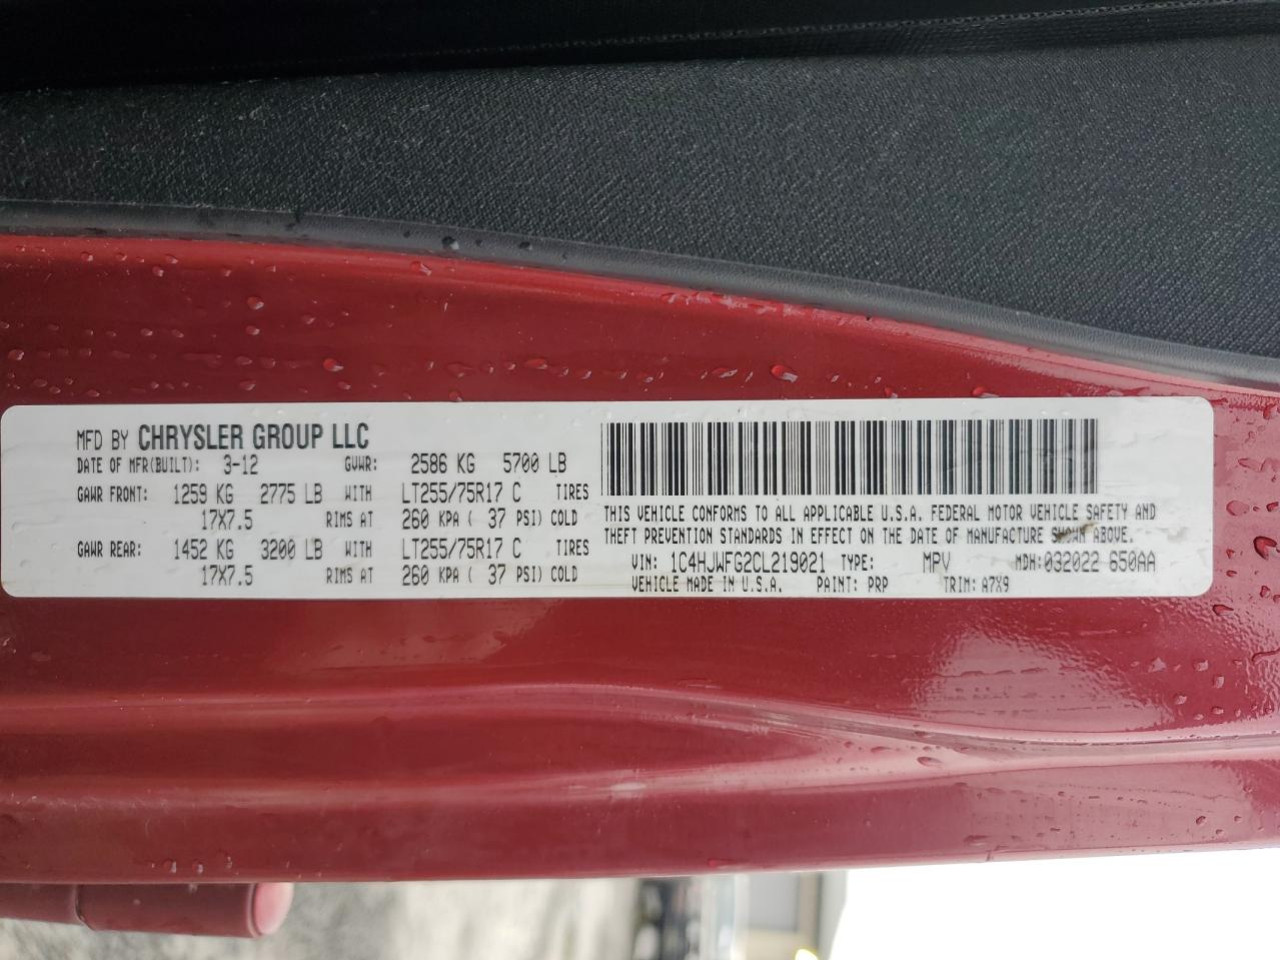 MFD BY CHRYSLER GROUP LLC
DATE OF MFR(BUILT): 3-12 GVWR: 2586 KG 5700 LB
GAWR FRONT: 1259 KG 2775 LB WITH LT255/75R17 C TIRES
17X7.5 RIMS AT 260 KPA ( 37 PSI) COLD
GAWR REAR: 1452 KG 3200 LB WITH LT255/75R17 C TIRES
17X7.5 RIMS AT 260 KPA ( 37 PSI) COLD
THIS VEHICLE CONFORMS TO ALL APPLICABLE U.S.A. FEDERAL MOTOR VEHICLE SAFETY AND
THEFT PREVENTION STANDARDS IN EFFECT ON THE DATE OF MANUFACTURE SHOWN ABOVE.
VIN: 1C4HJWFG2CL219021 TYPE: MPV MDH:032022 650AA
VEHICLE MADE IN U.S.A. PAINT: PRP TRIM: A7X9